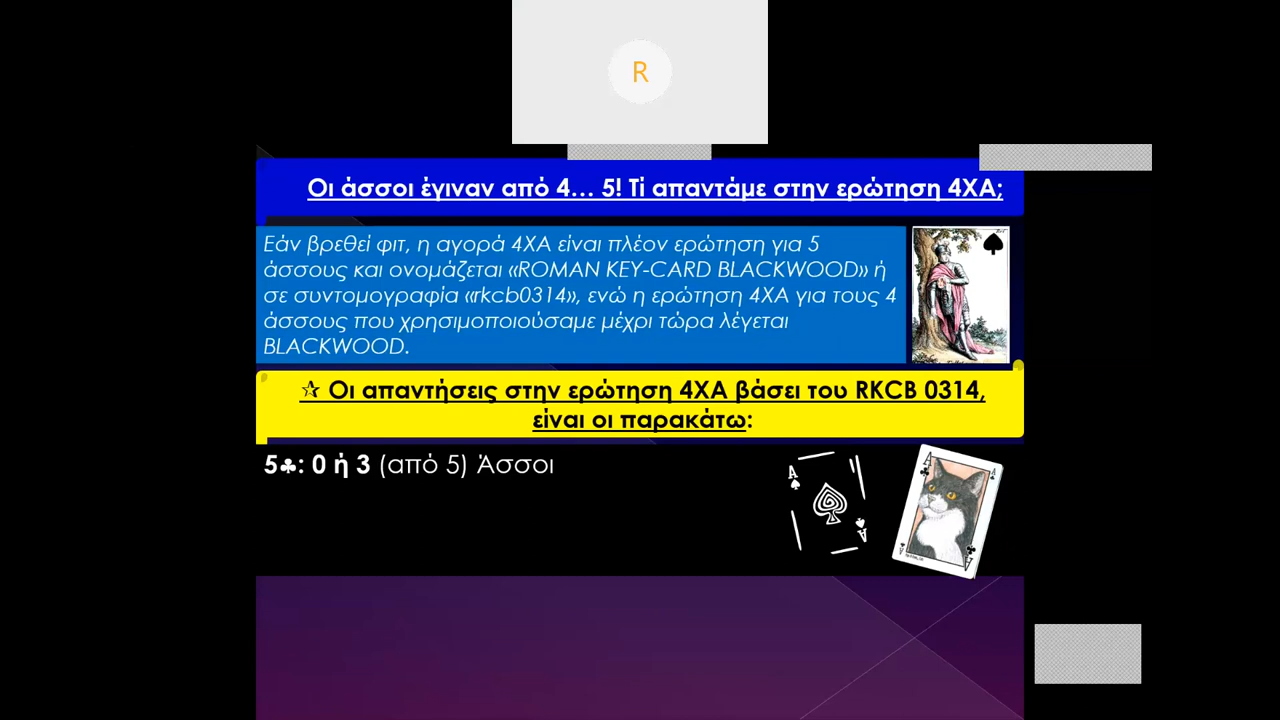 R
Οι άσσοι έγιναν από 4... 5! Τί απαντάμε στην ερώτηση 4ΧΑ;
Εάν βρεθεί φιτ, η αγορά 4ΧΑ είναι πλέον ερώτηση για 5
άσσους και ονομάζεται «ROMAN KEY-CARD BLACKWOOD» ή
σε συντομογραφία «rkcb0314», ενώ η ερώτηση 4ΧΑ για τους 4
άσσους που χρησιμοποιούσαμε μέχρι τώρα λέγεται
BLACKWOOD.
✰ Οι απαντήσεις στην ερώτηση 4ΧΑ βάσει του RKCB 0314,
είναι οι παρακάτω:
5♣: 0 ή 3 (από 5) Άσσοι
A
A
A
A
A
A